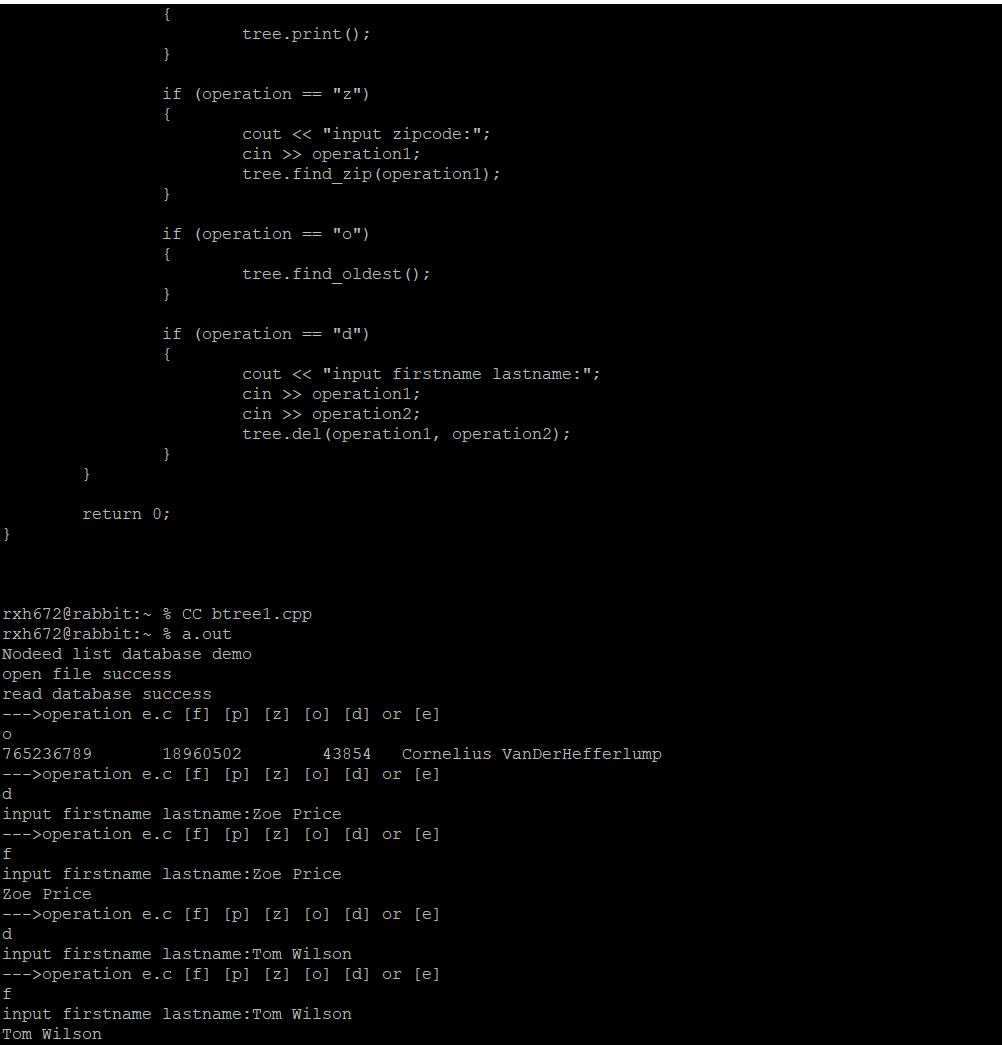 {
tree.print();
}
if (operation == "z")
{
cout << "input zipcode:";
cin >> operation1;
tree.find_zip(operation1);
}
if (operation == "o")
{
tree.find_oldest();
}
if (operation == "d")
{
cout << "input firstname lastname:";
cin >> operation1;
cin >> operation2;
tree.del(operation1, operation2);
}
}
return 0;
}
rxh672@rabbit:~ % CC btree1.cpp
rxh672@rabbit:~ % a.out
Nodeed list database demo
open file success
read database success
--->operation e.c [f] [p] [z] [o] [d] or [e]
o
765236789 18960502 43854 Cornelius VanDerHefferlump
--->operation e.c [f] [p] [z] [o] [d] or [e]
d
input firstname lastname:Zoe Price
--->operation e.c [f] [p] [z] [o] [d] or [e]
f
input firstname lastname:Zoe Price
Zoe Price
--->operation e.c [f] [p] [z] [o] [d] or [e]
d
input firstname lastname:Tom Wilson
--->operation e.c [f] [p] [z] [o] [d] or [e]
f
input firstname lastname:Tom Wilson
Tom Wilson